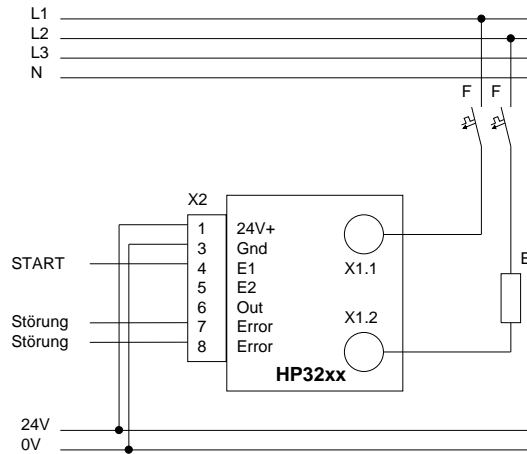 L1
L2
L3
N
F F
X2
1 24V+
3 Gnd
START 4 E1
5 E2
6 Out
Störung 7 Error
Störung 8 Error
X1.1
E
X1.2
HP32xx
24V
0V